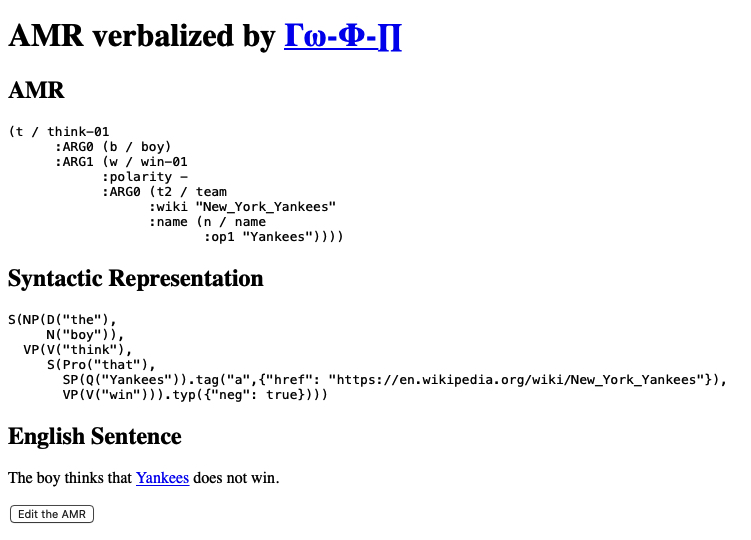 AMR verbalized by Γω-Φ-∏
AMR
(t / think-01
      :ARG0 (b / boy)
      :ARG1 (w / win-01
            :polarity -
            :ARG0 (t2 / team
                  :wiki "New_York_Yankees"
                  :name (n / name
                         :op1 "Yankees"))))
Syntactic Representation
S(NP(D("the"),
     N("boy")),
  VP(V("think"),
     S(Pro("that"),
       SP(Q("Yankees")).tag("a",{"href": "https://en.wikipedia.org/wiki/New_York_Yankees"}),
       VP(V("win"))).typ({"neg": true})))
English Sentence
The boy thinks that Yankees does not win.
Edit the AMR